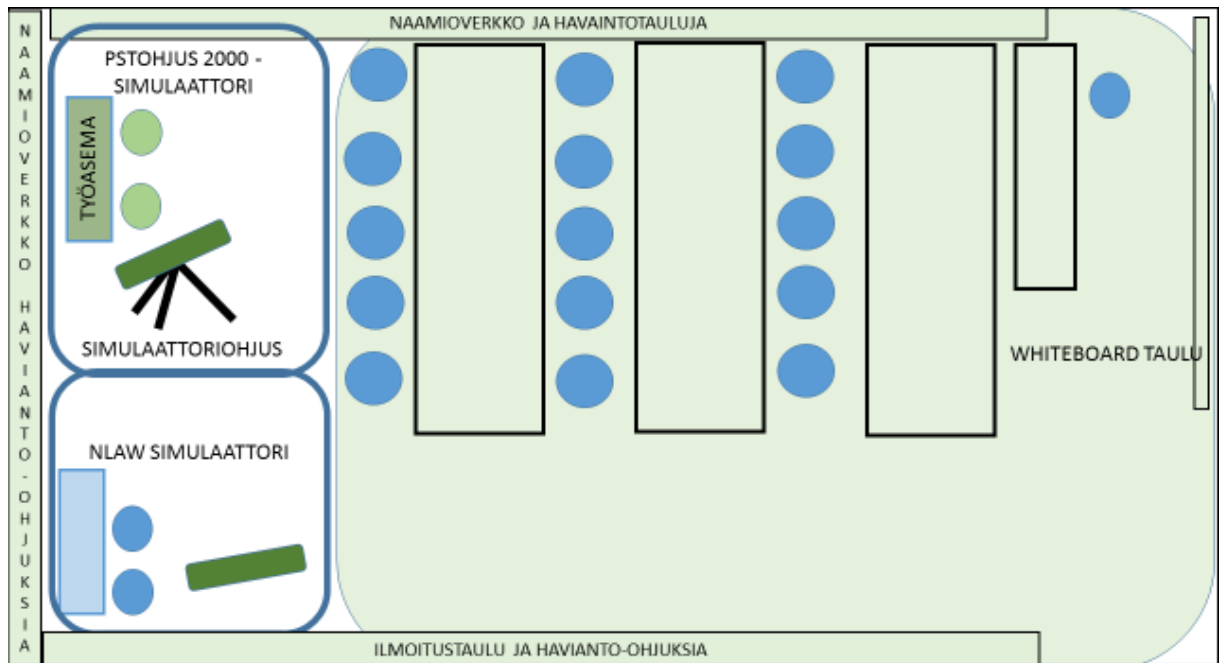 NAAMIOVERKKO HAVIANTO-OHJUKSIA
NAAMIOVERKKO JA HAVAINTOTAULUJA
PSTOHJUS 2000 -
SIMULAATTORI
TYÖASEMA
SIMULAATTORIOHJUS
WHITEBOARD TAULU
NLAW SIMULAATTORI
ILMOITUSTAULU JA HAVIANTO-OHJUKSIA